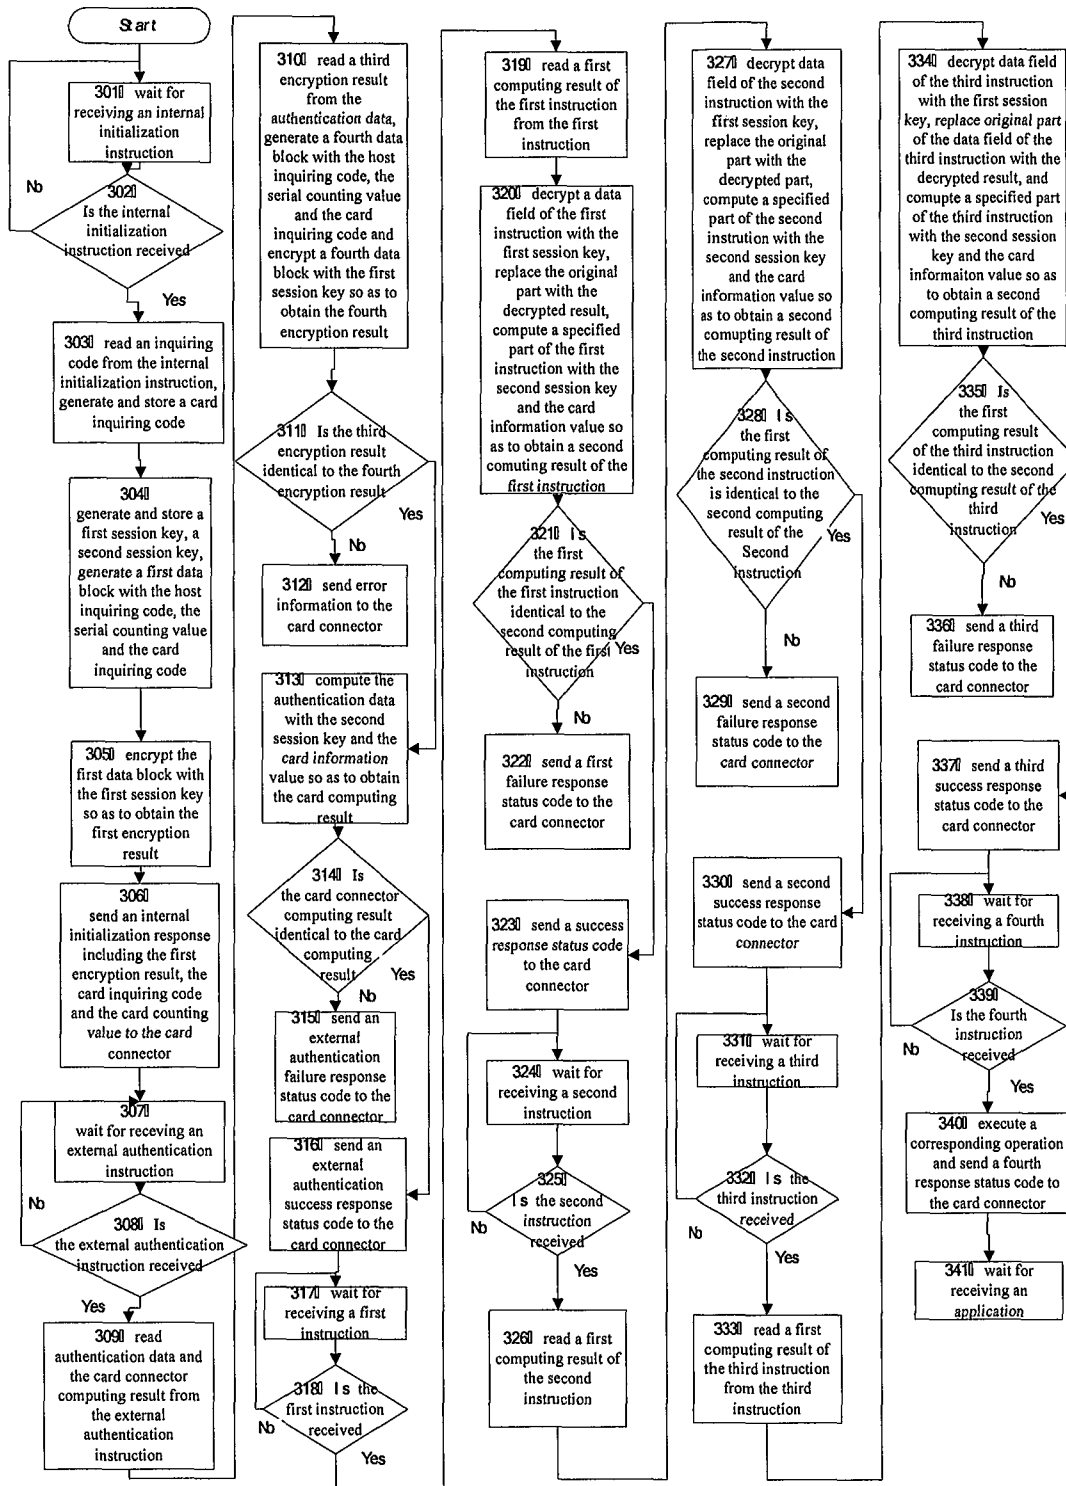 Start
301 wait for
receiving an internal
initialization
instruction
No
302
Is the internal
initialization
instruction received
Yes
303 read an inquiring
code from the internal
initialization instruction,
generate and store a card
inquiring code
304
generate and store a
first session key, a
second session key,
generate a first data
block with the host
inquiring code, the
serial counting value
and the card
inquiring code
305 encrypt the
first data block with
the first session key
so as to obtain the
first encryption
result
306
send an internal
initialization response
including the first
encryption result, the
card inquiring code
and the card counting
value to the card
connector
307
wait for receving an
external authentication
instruction
No
308 Is
the external authentication
instruction received
Yes
309 read
authentication data and
the card connector
computing result from
the external
authentication
instruction
310 read a third
encryption result
from the
authentication data,
generate a fourth data
block with the host
inquiring code, the
serial counting value
and the card
inquiring code and
encrypt a fourth data
block with the first
session key so as to
obtain the fourth
encryption result
311 Is the third
encryption result
identical to the fourth
encryption result
Yes
No
312 send error
information to the
card connector
313 compute the
authentication data
with the second
session key and the
card information
value so as to obtain
the card computing
result
314 Is
the card connector
computing result
identical to the card
computing
result
Yes
No
315 send an
external
authentication
failure response
status code to the
card connector
316 send an
external
authentication
success response
status code to the
card connector
317 wait for
receiving a first
instruction
318 Is the
first instruction
received
No
Yes
319 read a first
computing result of
the first instruction
from the first
instruction
320 decrypt a data
field of the first
instruction with the
first session key,
replace the original
part with the
decrypted result,
compute a specified
part of the first
instruction with the
second session key
and the card
information value so
as to obtain a second
comuting result of the
first instruction
321 Is
the first
computing result of
the first instruction
identical to the
second computing
result of the first
instruction
Yes
No
322 send a first
failure response
status code to the
card connector
323 send a success
response status code
to the card
connector
324 wait for
receiving a second
instruction
325
Is the second
instruction
received
No
Yes
326 read a first
computing result of
the second
instruction
327 decrypt data
field of the second
instruction with the
first session key,
replace the original
part with the
decrypted part,
compute a specified
part of the second
instrution with the
second session key
and the card
information value so
as to obtain a second
comupting result of
the second instruction
328 Is
the first
computing result of
the second instruction
is identical to the
second computing
result of the
Second
instruction
Yes
No
329 send a second
failure response
status code to the
card connector
330 send a second
success response
status code to the card
connector
331 wait for
receiving a third
instruction
332 Is the
third instruction
received
No
Yes
333 read a first
computing result of
the third instruction
from the third
instruction
334 decrypt data field
of the third instruction
with the first session
key, replace original part
of the data field of the
third instruction with the
decrypted result, and
comupte a specified part
of the third instruction
with the second session
key and the card
informaiton value so as
to obtain a second
computing result of the
third instruction
335 Is
the first
computing result
of the third instruction
identical to the second
comupting result of the
third
instruction
Yes
No
336 send a third
failure response
status code to the
card connector
337 send a third
success response
status code to the
card connector
338 wait for
receiving a fourth
instruction
339
Is the fourth
instruction
received
No
Yes
340 execute a
corresponding operation
and send a fourth
response status code to
the card connector
341 wait for
receiving an
application